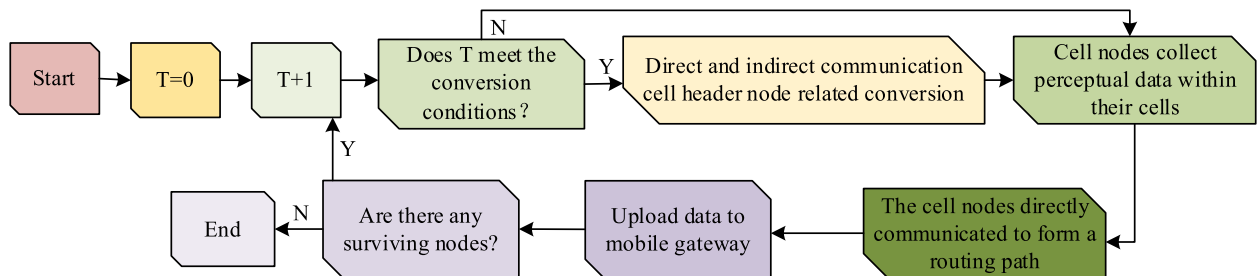 Start
T=0
T+1
Does T meet the
conversion
conditions?
N
Y
Direct and indirect communication
cell header node related conversion
Cell nodes collect
perceptual data within
their cells
The cell nodes directly
communicated to form a
routing path
Upload data to
mobile gateway
Are there any
surviving nodes?
Y
N
End